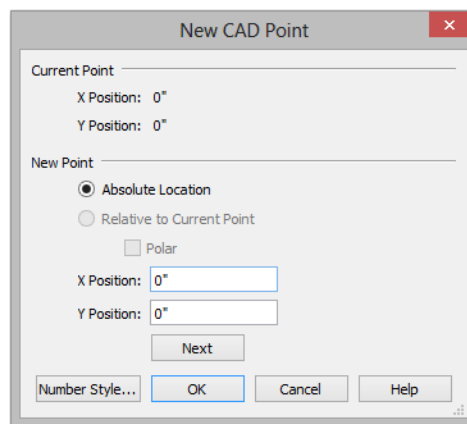 New CAD Point
Current Point
X Position: 0"
Y Position: 0"
New Point
Absolute Location
Relative to Current Point
Polar
X Position: 0"
Y Position: 0"
Next
Number Style... OK Cancel Help